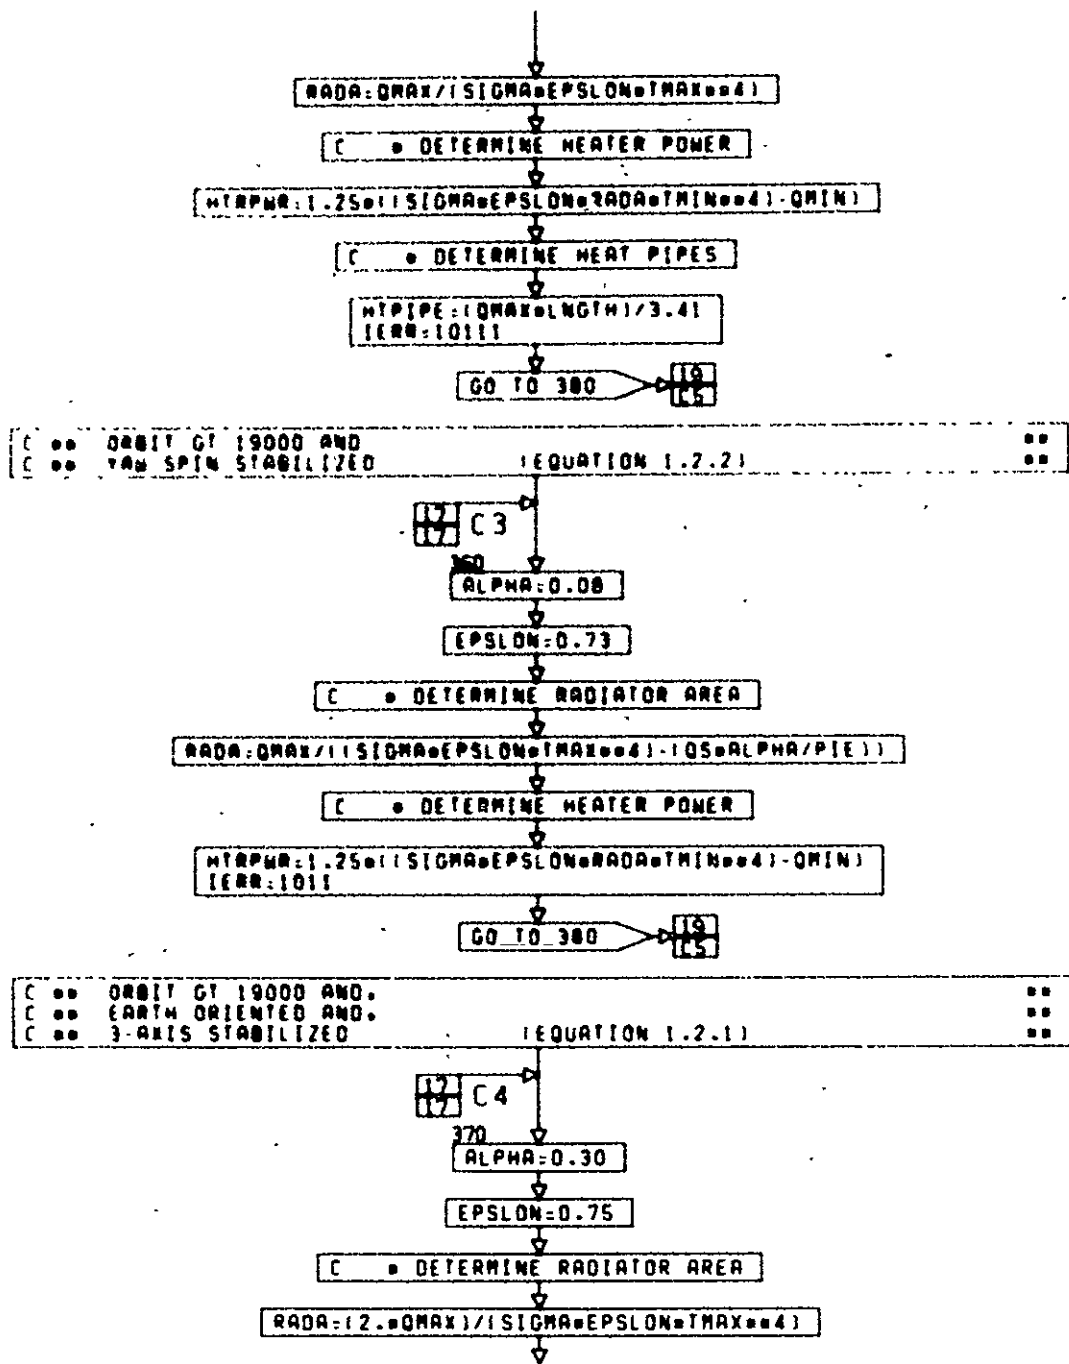 RADA=QMAX/(SIGMA*EPSLON*TMAX**4)
C * DETERMINE HEATER POWER
HTRPWR=1.25*((SIGMA*EPSLON*RADA*TMIN**4)-QMIN)
C * DETERMINE HEAT PIPES
HTPIPE=(QMAX*LNGTH)/3.41
IERR=10111
GO TO 380
19
C5
C ** ORBIT GT 19000 AND **
C ** YAW SPIN STABILIZED (EQUATION 1.2.2) **
17
17
C3
360
ALPHA=0.08
EPSLON=0.73
C * DETERMINE RADIATOR AREA
RADA=QMAX/((SIGMA*EPSLON*TMAX**4)-(QS*ALPHA/PIE))
C * DETERMINE HEATER POWER
HTRPWR=1.25*((SIGMA*EPSLON*RADA*TMIN**4)-QMIN)
IERR=1011
GO TO 380
19
C5
C ** ORBIT GT 19000 AND, **
C ** EARTH ORIENTED AND, **
C ** 3-AXIS STABILIZED (EQUATION 1.2.1) **
17
17
C4
370
ALPHA=0.30
EPSLON=0.75
C * DETERMINE RADIATOR AREA
RADA=(2.*QMAX)/(SIGMA*EPSLON*TMAX**4)